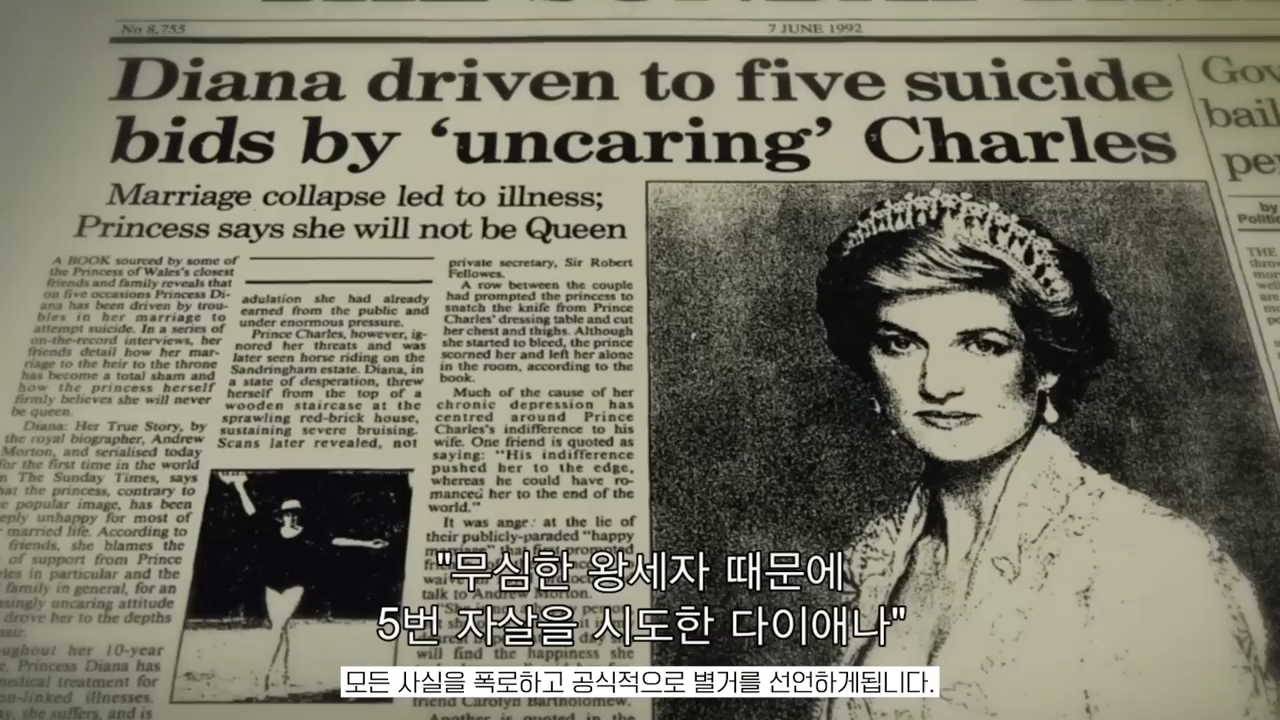 No 8,755
7 JUNE 1992
Diana driven to five suicide
bids by ‘uncaring’ Charles
Marriage collapse led to illness;
Princess says she will not be Queen
A BOOK sourced by some of
the Princess of Wales's closest
friends and family reveals that
on five occasions Princess Di-
ana has been driven by trou-
bles in her marriage to
attempt suicide. In a series of
on-the-record interviews, her
friends detail how her mar-
riage to the heir to the throne
has become a total sham and
how the princess herself
firmly believes she will never
be queen.
Diana: Her True Story, by
the royal biographer, Andrew
Morton, and serialised today
for the first time in the world
The Sunday Times, says
the princess, contrary to
popular image, has been
unhappy for most of
married life. According to
friends, she blames the
of support from Prince
in particular and the
family in general, for an
uncaring attitude
drove her to the depths
her 10-year
Princess Diana has
medical treatment for
illnesses.
she suffers, and is
adulation she had already
earned from the public and
under enormous pressure.
Prince Charles, however, ig-
nored her threats and was
later seen horse riding on the
Sandringham estate. Diana, in
a state of desperation, threw
herself from the top of a
wooden staircase at the
sprawling red-brick house,
sustaining severe bruising.
Scans later revealed, not
private secretary, Sir Robert
Fellowes.
A row between the couple
had prompted the princess to
snatch the knife from Prince
Charles' dressing table and cut
her chest and thighs. Although
she started to bleed, the prince
scorned her and left her alone
in the room, according to the
book.
Much of the cause of her
chronic depression has
centred around Prince
Charles's indifference to his
wife. One friend is quoted as
saying: "His indifference
pushed her to the edge,
whereas he could have ro-
manced her to the end of the
world."
It was anger at the lie of
their publicly-paraded "happy
talk to Andrew Morton.
will find the happiness she
friend Carolyn Bartholomew.
Another is quoted in the
by
THE
"무심한 왕세자 때문에
5번 자살을 시도한 다이애나"
모든 사실을 폭로하고 공식적으로 별거를 선언하게됩니다.